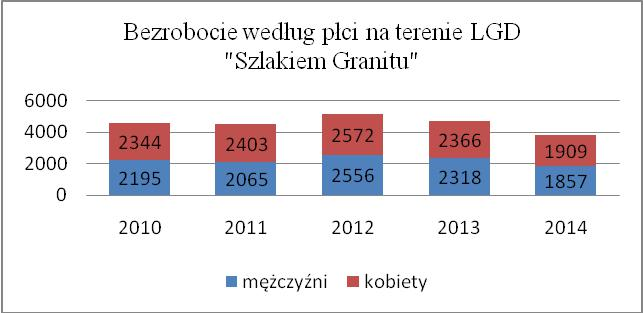 Bezrobocie według płci na terenie LGD
"Szlakiem Granitu"
6000
4000
2000
0
2344 2403 2572 2366 1909
2195 2065 2556 2318 1857
2010 2011 2012 2013 2014
mężczyźni kobiety